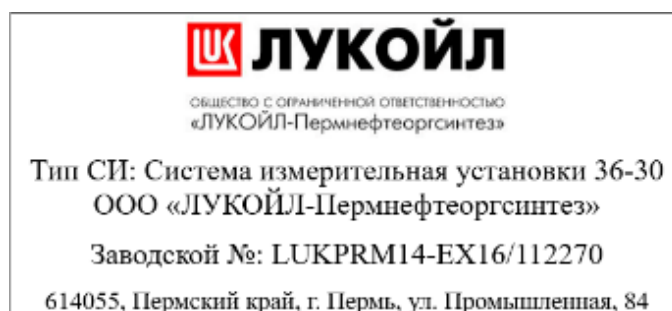 ЛУКОЙЛ
ОБЩЕСТВО С ОГРАНИЧЕННОЙ ОТВЕТСТВЕННОСТЬЮ
«ЛУКОЙЛ-Пермнефтеоргсинтез»
Тип СИ: Система измерительная установки 36-30
ООО «ЛУКОЙЛ-Пермнефтеоргсинтез»
Заводской №: LUKPRM14-EX16/112270
614055, Пермский край, г. Пермь, ул. Промышленная, 84